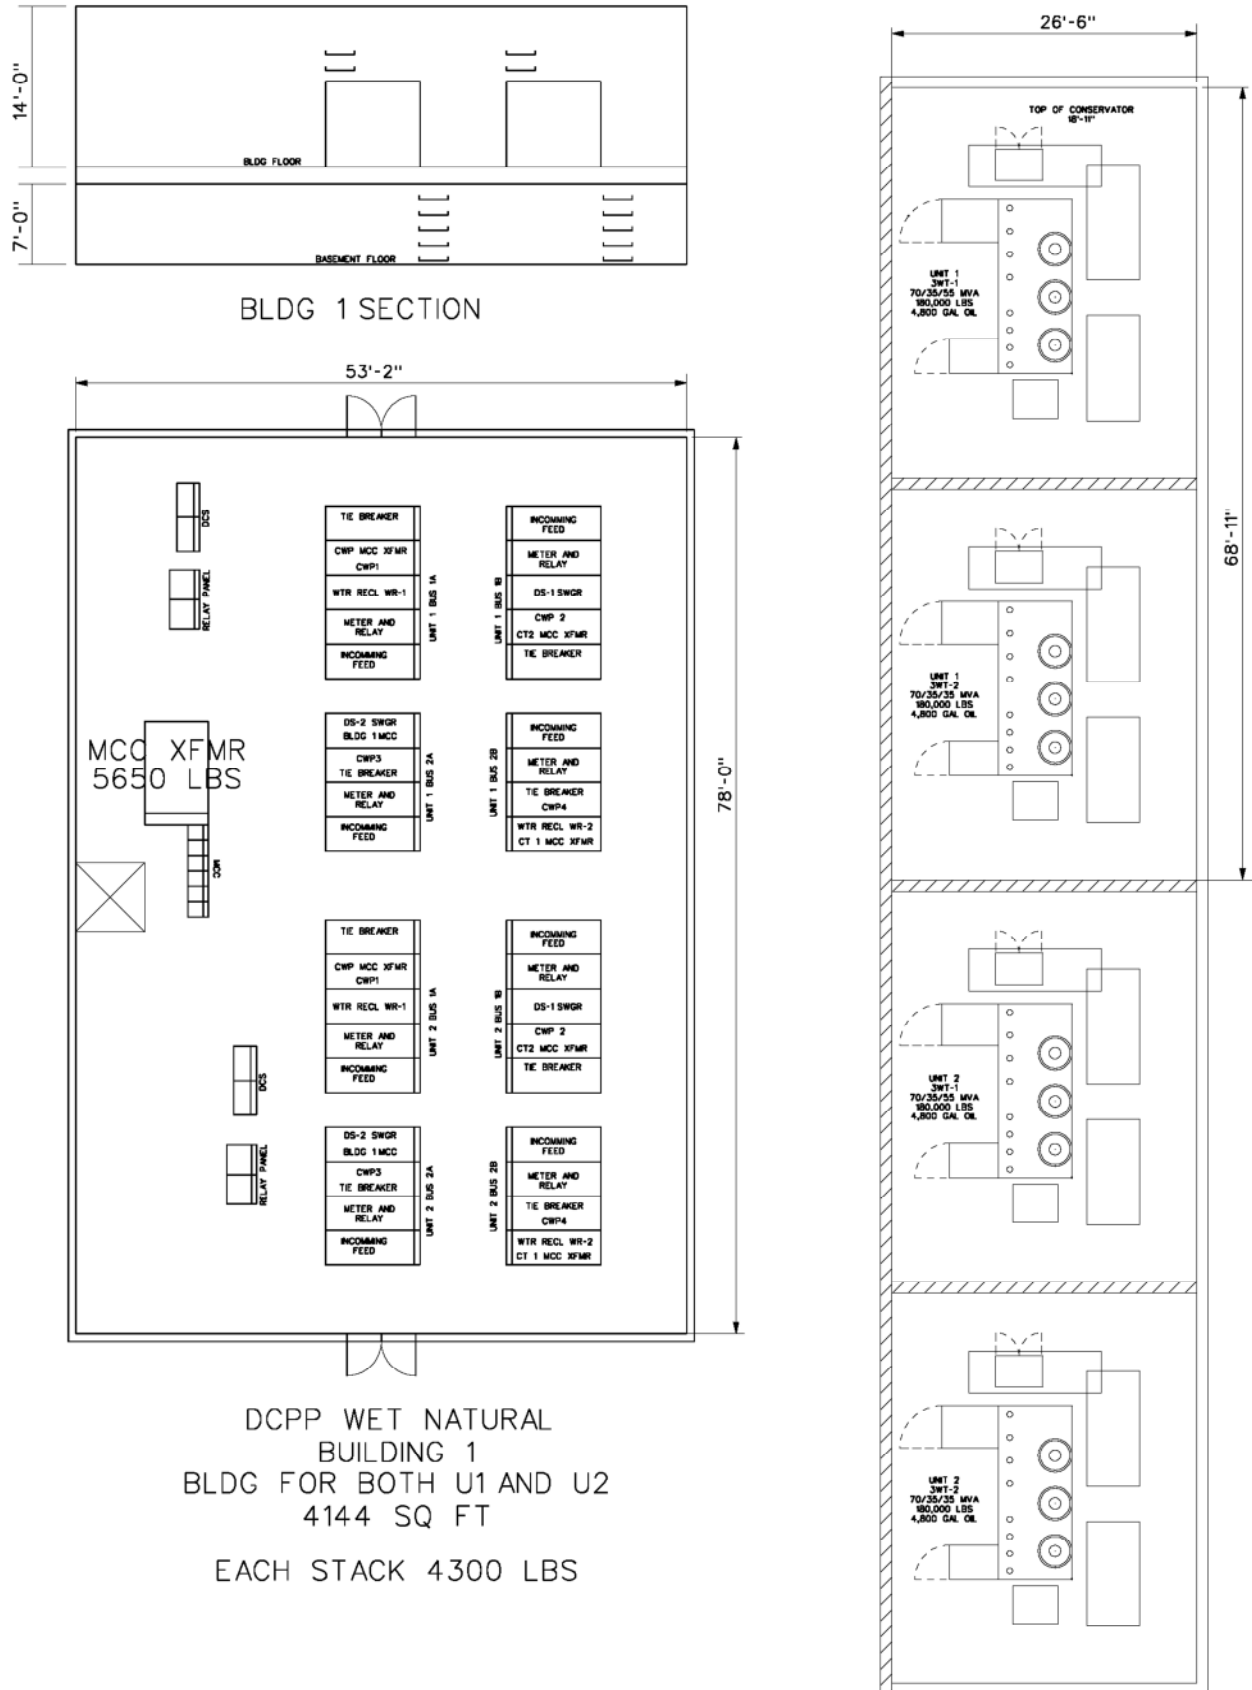 14'-0"
7'-0"
BLDG FLOOR
BASEMENT FLOOR
BLDG 1 SECTION
53'-2"
78'-0"
DCS
RELAY PANEL
MCC XFMR
5650 LBS
MCC
DCS
RELAY PANEL
TIE BREAKER
CWP MCC XFMR
CWP1
WTR RECL WR-1
METER AND
RELAY
INCOMMING
FEED
UNIT 1 BUS 1A
INCOMMING
FEED
METER AND
RELAY
DS-1 SWGR
CWP 2
CT2 MCC XFMR
TIE BREAKER
UNIT 1 BUS 1B
DS-2 SWGR
BLDG 1 MCC
CWP3
TIE BREAKER
METER AND
RELAY
INCOMMING
FEED
UNIT 1 BUS 2A
INCOMMING
FEED
METER AND
RELAY
TIE BREAKER
CWP4
WTR RECL WR-2
CT 1 MCC XFMR
UNIT 1 BUS 2B
TIE BREAKER
CWP MCC XFMR
CWP1
WTR RECL WR-1
METER AND
RELAY
INCOMMING
FEED
UNIT 2 BUS 1A
INCOMMING
FEED
METER AND
RELAY
DS-1 SWGR
CWP 2
CT2 MCC XFMR
TIE BREAKER
UNIT 2 BUS 1B
DS-2 SWGR
BLDG 1 MCC
CWP3
TIE BREAKER
METER AND
RELAY
INCOMMING
FEED
UNIT 2 BUS 2A
INCOMMING
FEED
METER AND
RELAY
TIE BREAKER
CWP4
WTR RECL WR-2
CT 1 MCC XFMR
UNIT 2 BUS 2B
DCPP WET NATURAL
BUILDING 1
BLDG FOR BOTH U1 AND U2
4144 SQ FT
EACH STACK 4300 LBS
26'-6"
68'-11"
TOP OF CONSERVATOR
18'-11"
UNIT 1
3WT-1
70/35/55 MVA
180,000 LBS
4,800 GAL OIL
UNIT 1
3WT-2
70/35/35 MVA
180,000 LBS
4,800 GAL OIL
UNIT 2
3WT-1
70/35/55 MVA
180,000 LBS
4,800 GAL OIL
UNIT 2
3WT-2
70/35/35 MVA
180,000 LBS
4,800 GAL OIL